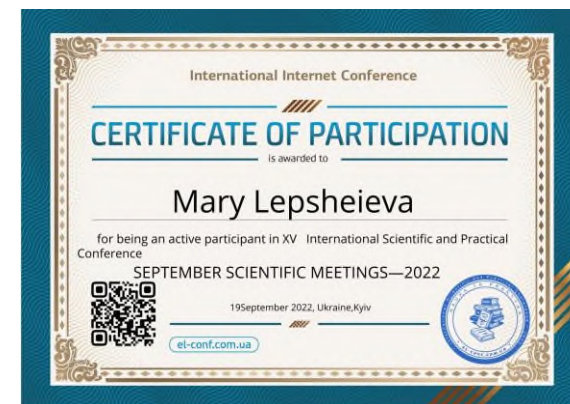 International Internet Conference
CERTIFICATE OF PARTICIPATION
is awarded to
Mary Lepsheieva
for being an active participant in XV International Scientific and Practical
Conference
SEPTEMBER SCIENTIFIC MEETINGS—2022
19September 2022, Ukraine,Kyiv
el-conf.com.ua